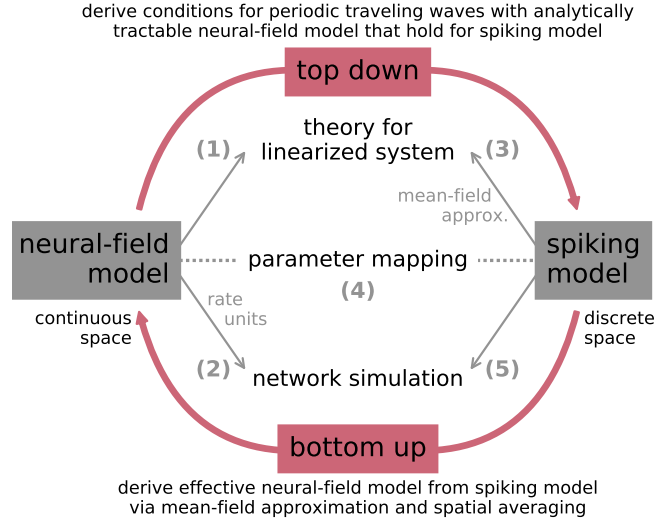 derive conditions for periodic traveling waves with analytically
tractable neural-field model that hold for spiking model
top down
theory for
linearized system
(1)
(3)
mean-field
approx.
neural-field
model
spiking
model
parameter mapping
(4)
continuous
space
rate
units
discrete
space
(2)
(5)
network simulation
bottom up
derive effective neural-field model from spiking model
via mean-field approximation and spatial averaging